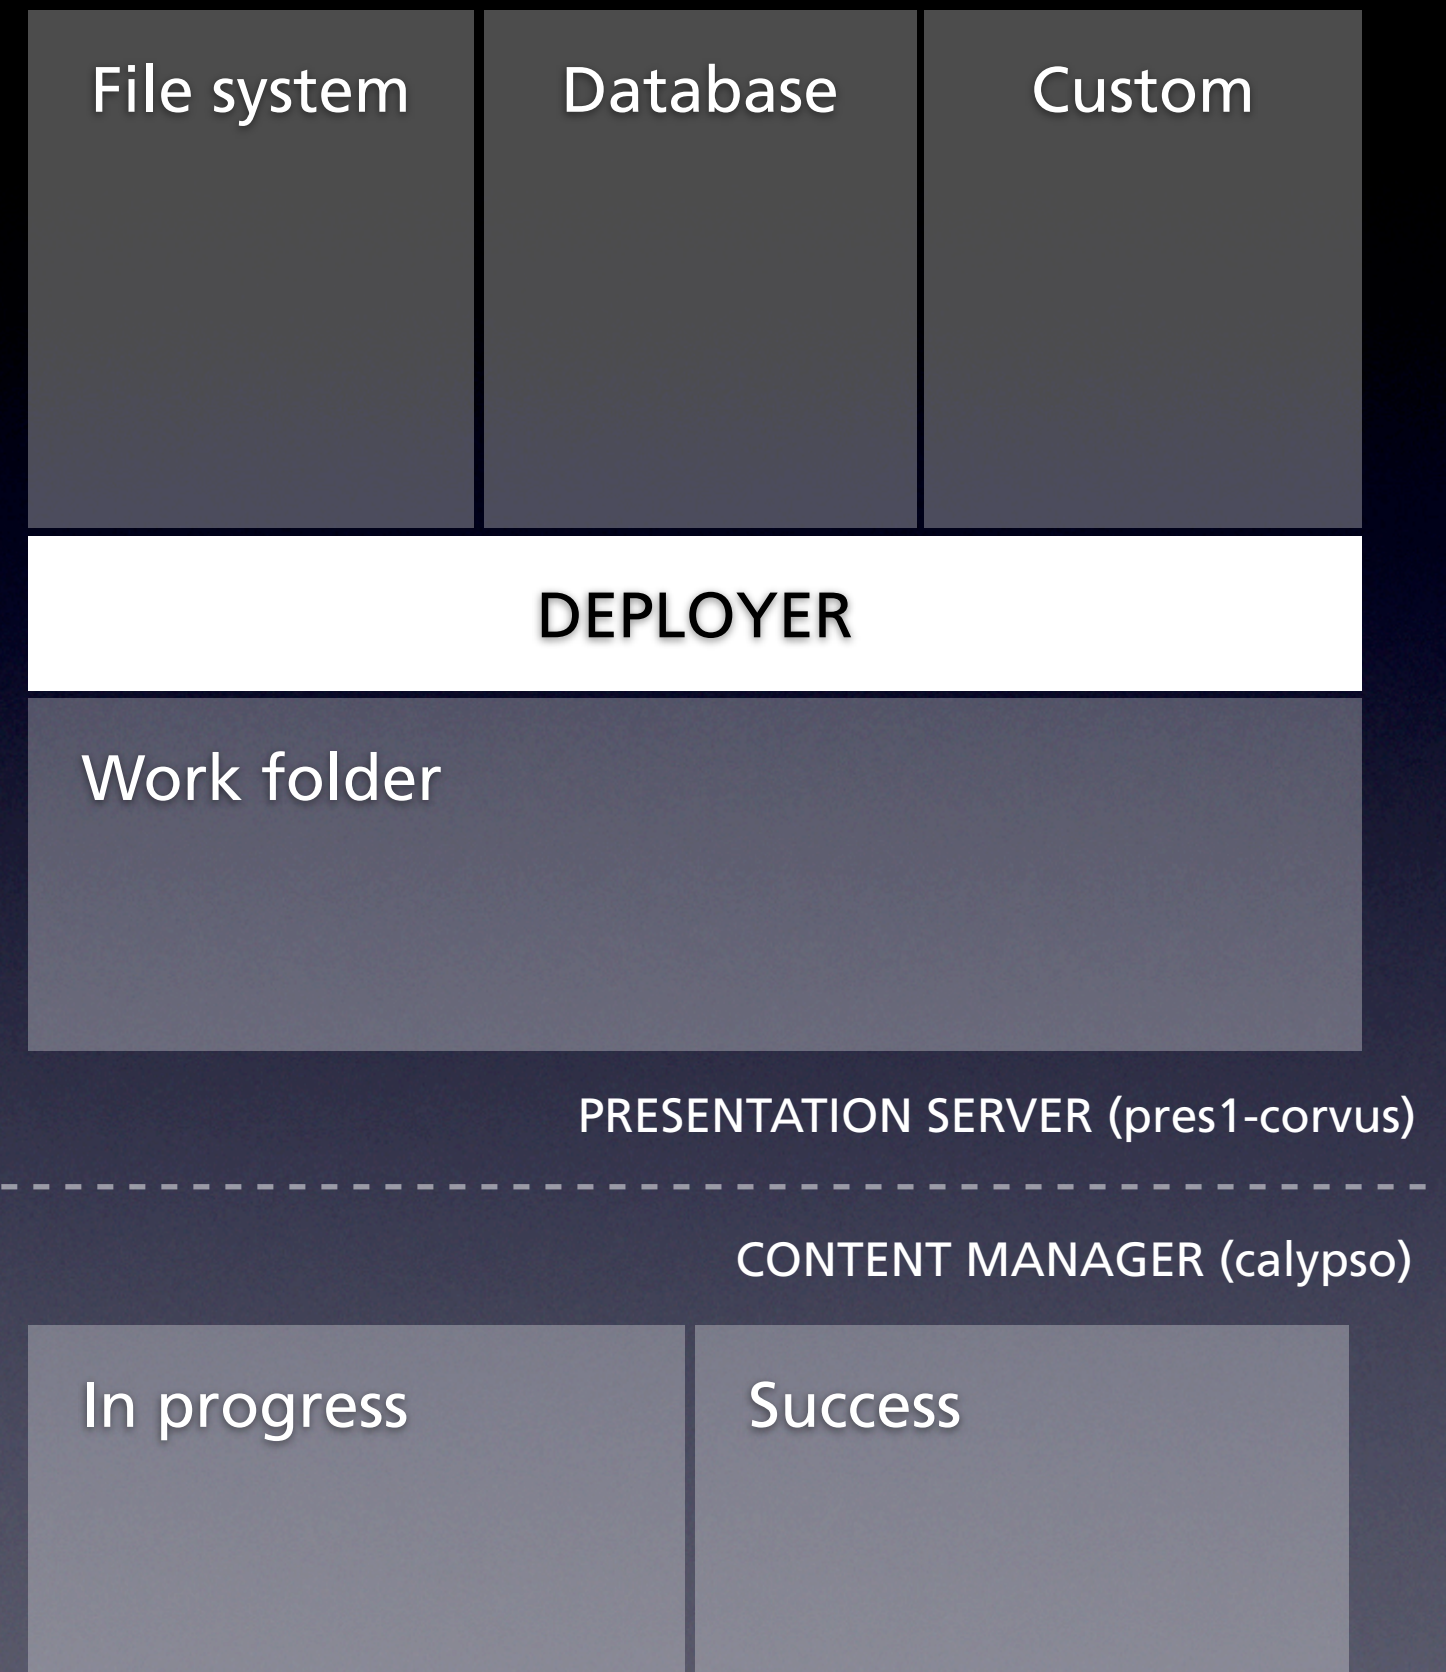 File system
Database
Custom
DEPLOYER
Work folder
PRESENTATION SERVER (pres1-corvus)
CONTENT MANAGER (calypso)
In progress
Success